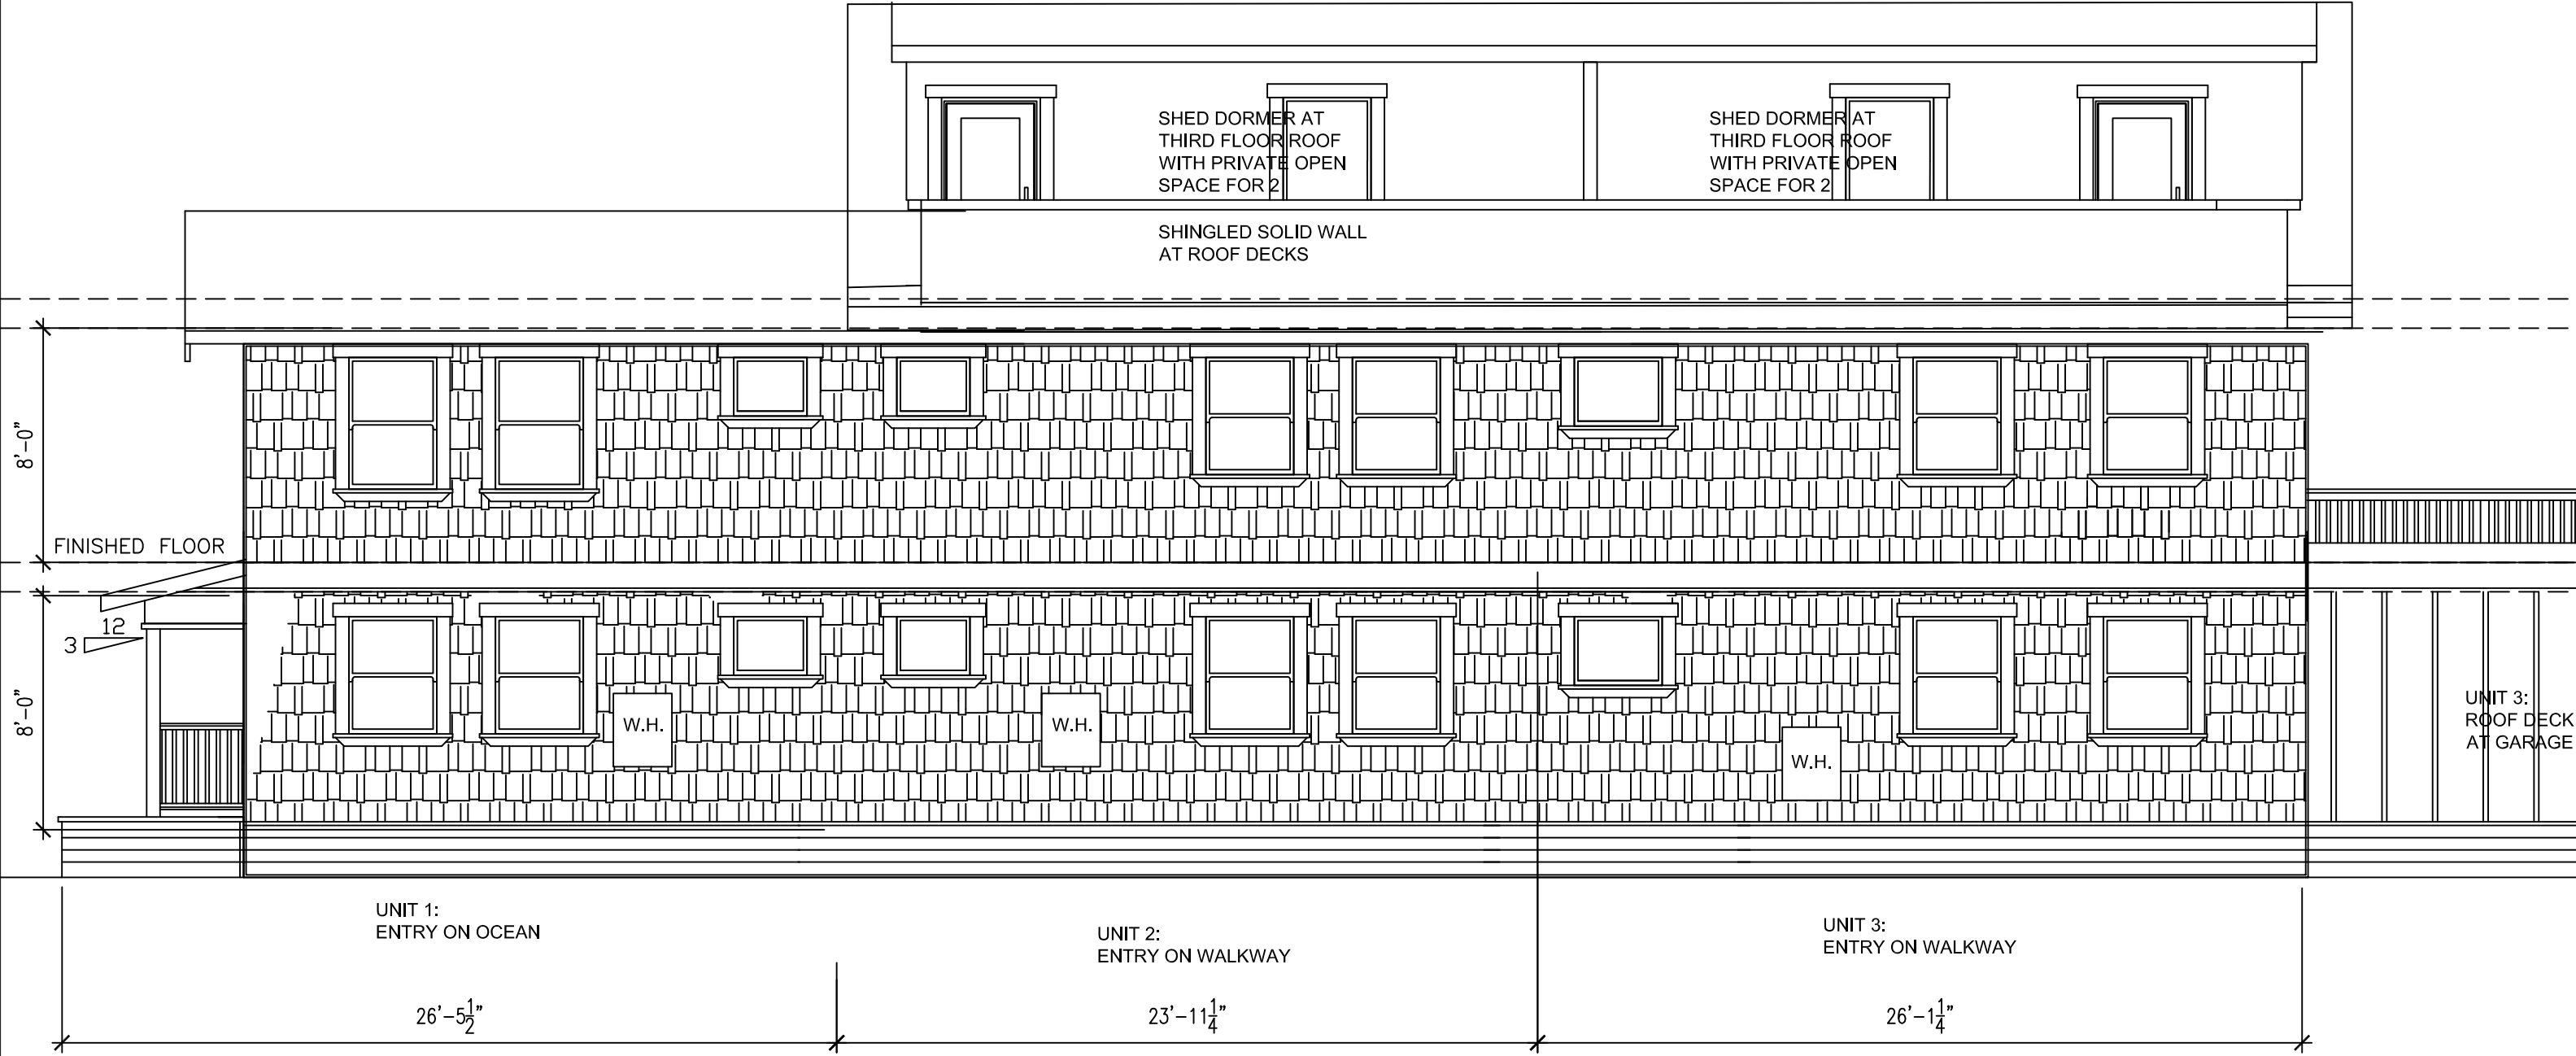 SHED DORMER AT
THIRD FLOOR ROOF
WITH PRIVATE OPEN
SPACE FOR 2
SHED DORMER AT
THIRD FLOOR ROOF
WITH PRIVATE OPEN
SPACE FOR 2
SHINGLED SOLID WALL
AT ROOF DECKS
8'-0"
FINISHED FLOOR
12
3
8'-0"
W.H.
W.H.
W.H.
UNIT 3:
ROOF DECK
AT GARAGE
UNIT 1:
ENTRY ON OCEAN
UNIT 2:
ENTRY ON WALKWAY
UNIT 3:
ENTRY ON WALKWAY
26'-5 1/2"
23'-11 1/4"
26'-1 1/4"